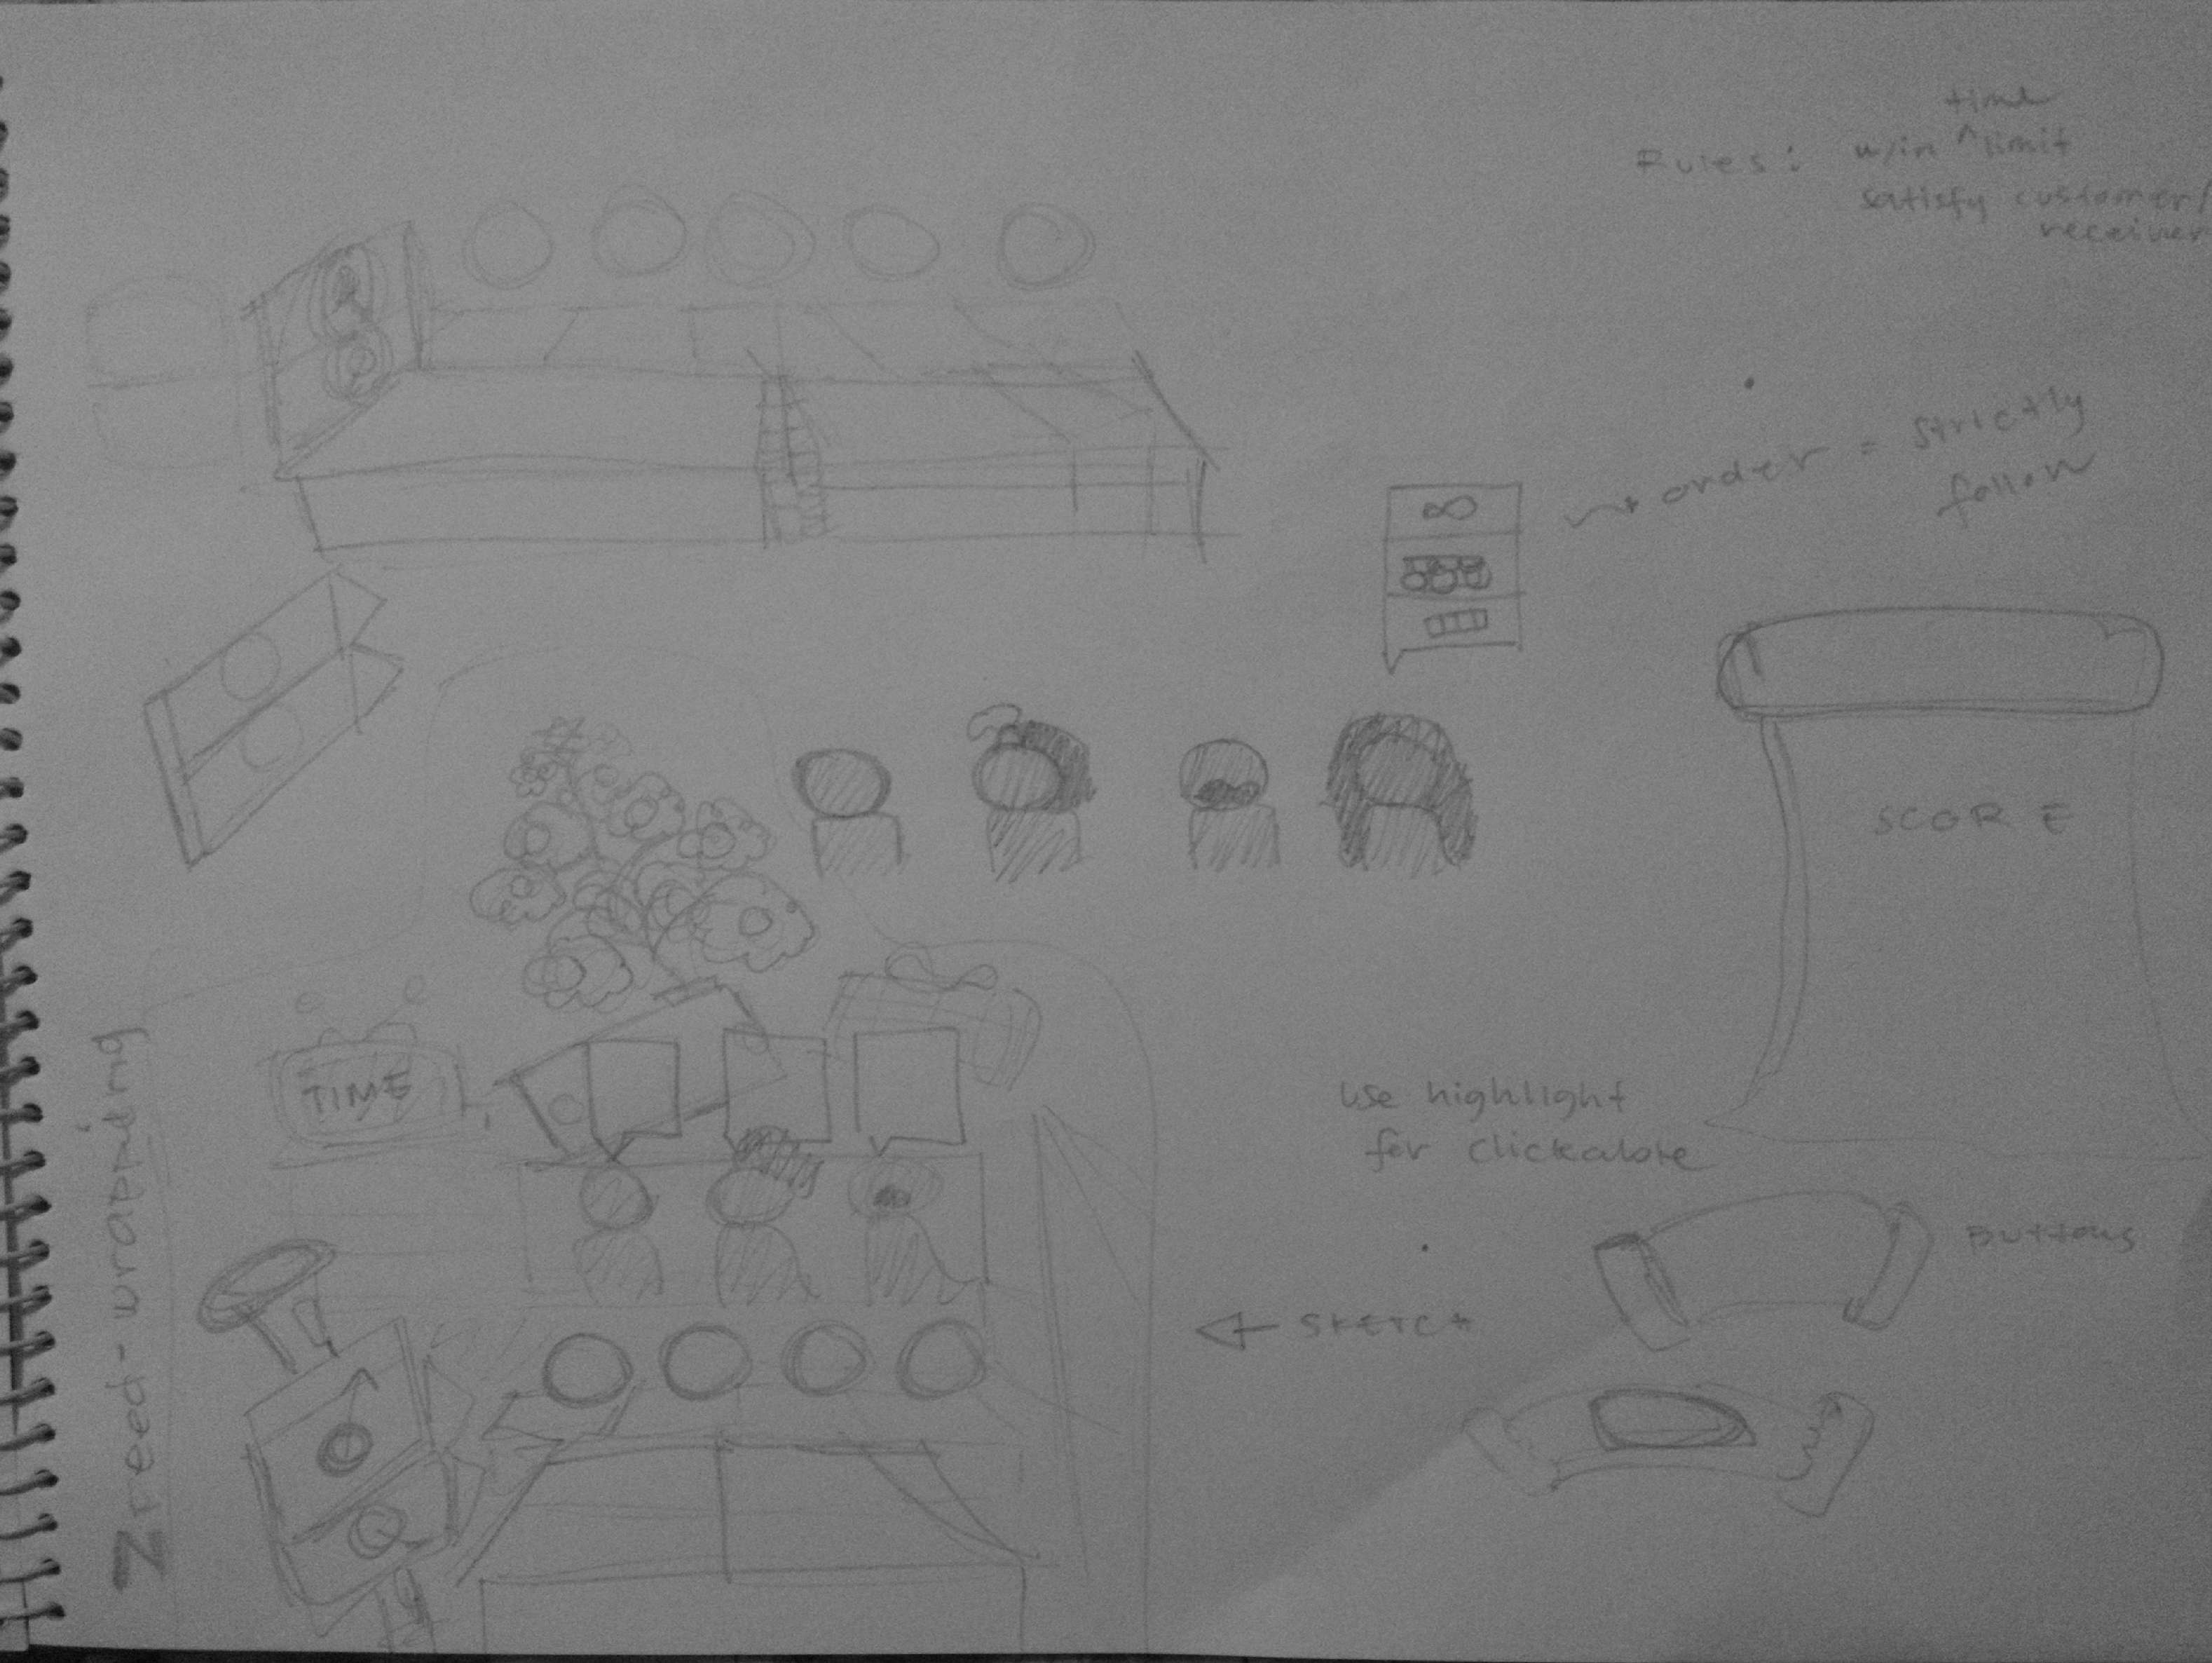 time
Rules: w/in ^ limit
satisfy customer/
receiver
order = strictly
follow
SCORE
TIME
use highlight
for clickable
Buttons
← SKETCH
Zreed-wrapping